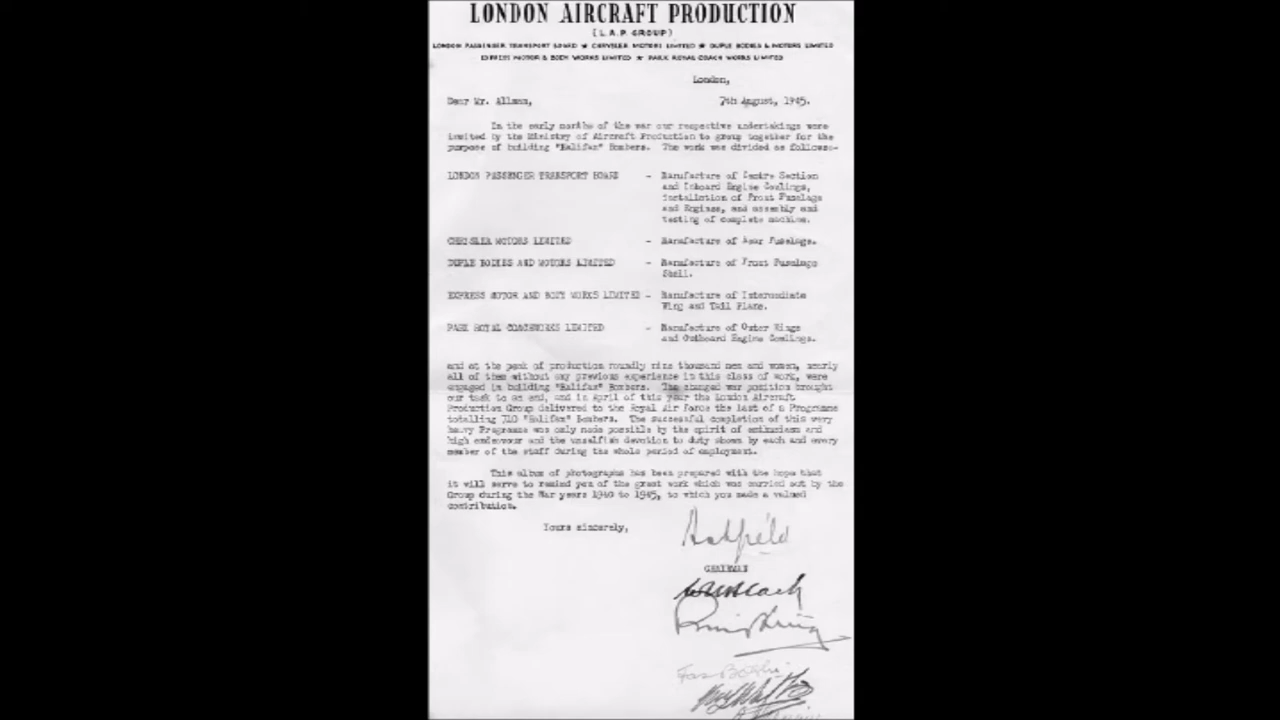 LONDON AIRCRAFT PRODUCTION
(L.A.P. GROUP)
LONDON PASSENGER TRANSPORT BOARD ★ CHRYSLER MOTORS LIMITED ★ DUPLE BODIES & MOTORS LIMITED
EXPRESS MOTOR & BODY WORKS LIMITED ★ PARK ROYAL COACH WORKS LIMITED
London,
Dear Mr. Allman, 7th August, 1945.
In the early months of the war our respective undertakings were
invited by the Ministry of Aircraft Production to group together for the
purpose of building "Halifax" Bombers. The work was divided as follows:-
LONDON PASSENGER TRANSPORT BOARD - Manufacture of Centre Section
and Inboard Engine Cowlings,
installation of Front Fuselage
and Engines, and assembly and
testing of complete machine.
CHRYSLER MOTORS LIMITED - Manufacture of Rear Fuselage.
DUPLE BODIES AND MOTORS LIMITED - Manufacture of Front Fuselage
Shell.
EXPRESS MOTOR AND BODY WORKS LIMITED - Manufacture of Intermediate
Wing and Tail Plane.
PARK ROYAL COACHWORKS LIMITED - Manufacture of Outer Wings
and Outboard Engine Cowlings.
and at the peak of production roundly nine thousand men and women, nearly
all of them without any previous experience in this class of work, were
engaged in building "Halifax" Bombers. The changed war position brought
our task to an end, and in April of this year the London Aircraft
Production Group delivered to the Royal Air Force the last of a Programme
totalling 710 "Halifax" Bombers. The successful completion of this very
heavy Programme was only made possible by the spirit of enthusiasm and
high endeavour and the unselfish devotion to duty shown by each and every
member of the staff during the whole period of employment.
This album of photographs has been prepared with the hope that
it will serve to remind you of the great work which was carried out by the
Group during the War years 1940 to 1945, to which you made a valued
contribution.
Yours sincerely,
Hatfield
CHAIRMAN